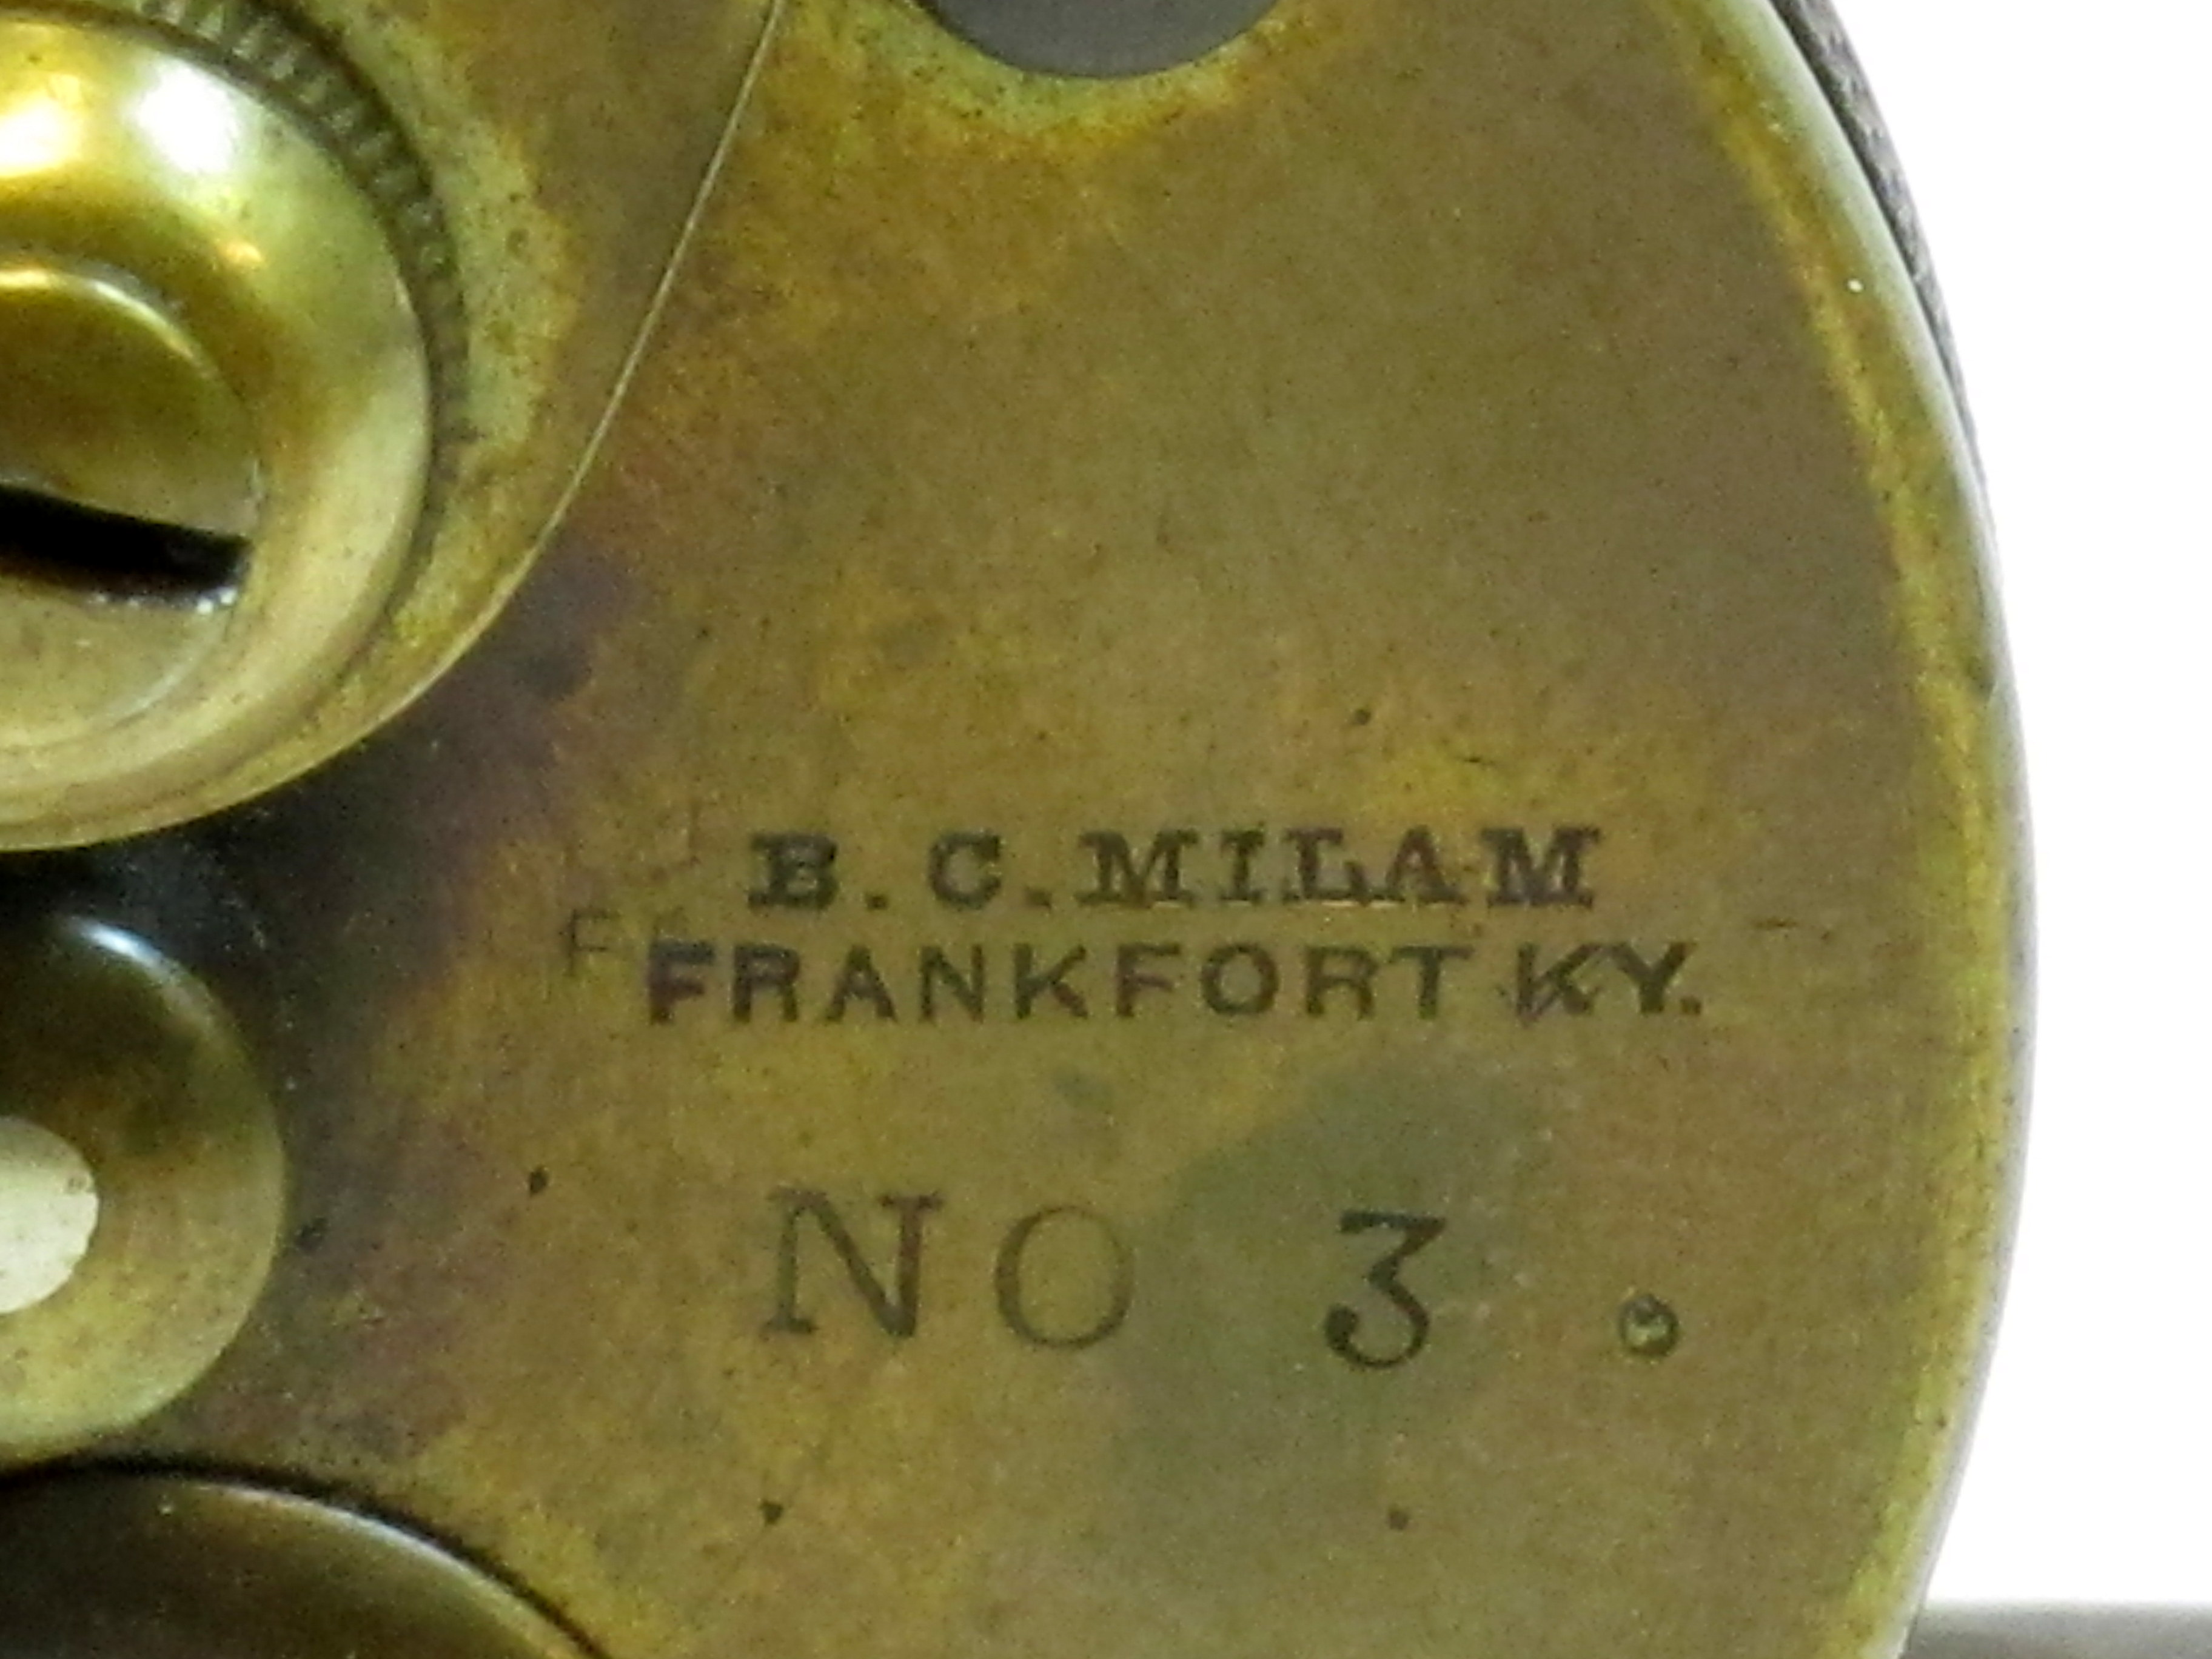 B. C. MILAM
FRANKFORT KY.
NO 3